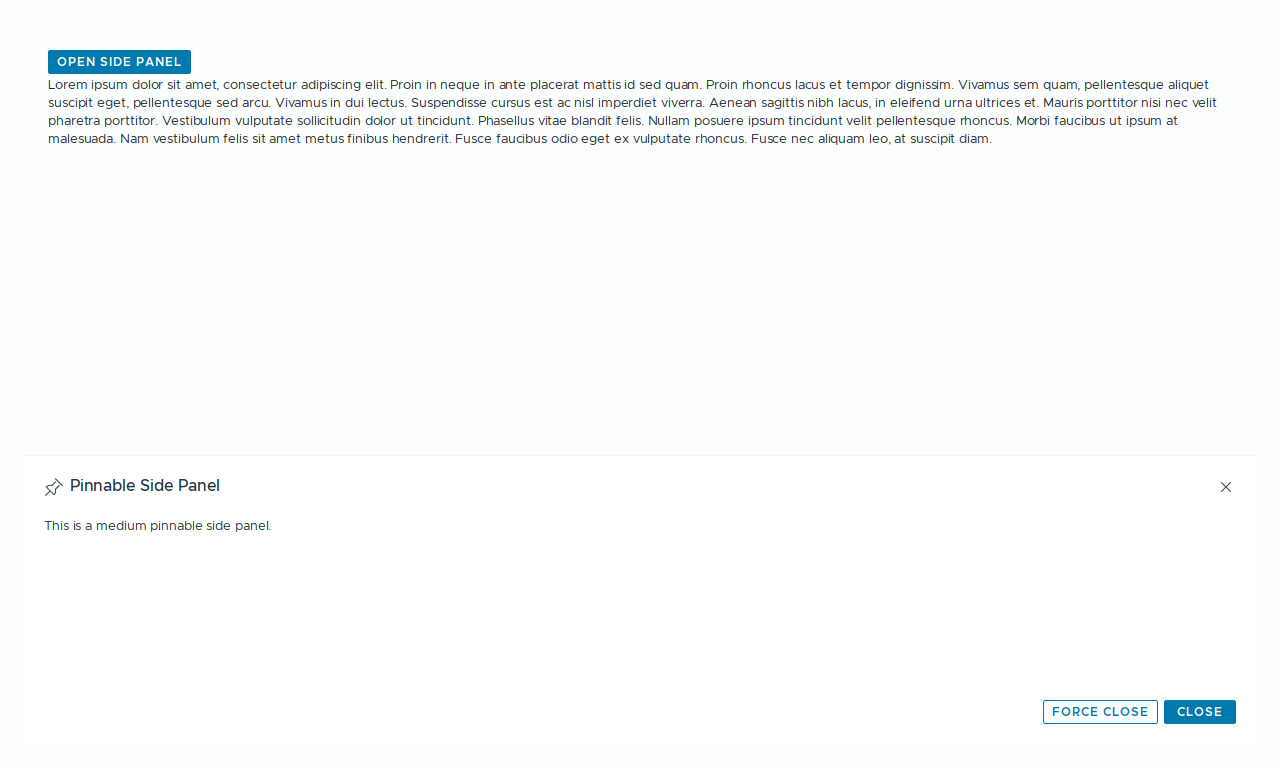 OPEN SIDE PANEL
Lorem ipsum dolor sit amet, consectetur adipiscing elit. Proin in neque in ante placerat mattis id sed quam. Proin rhoncus lacus et tempor dignissim. Vivamus sem quam, pellentesque aliquet
suscipit eget, pellentesque sed arcu. Vivamus in dui lectus. Suspendisse cursus est ac nisl imperdiet viverra. Aenean sagittis nibh lacus, in eleifend urna ultrices et. Mauris porttitor nisi nec velit
pharetra porttitor. Vestibulum vulputate sollicitudin dolor ut tincidunt. Phasellus vitae blandit felis. Nullam posuere ipsum tincidunt velit pellentesque rhoncus. Morbi faucibus ut ipsum at
malesuada. Nam vestibulum felis sit amet metus finibus hendrerit. Fusce faucibus odio eget ex vulputate rhoncus. Fusce nec aliquam leo, at suscipit diam.
Pinnable Side Panel
This is a medium pinnable side panel.
FORCE CLOSE CLOSE